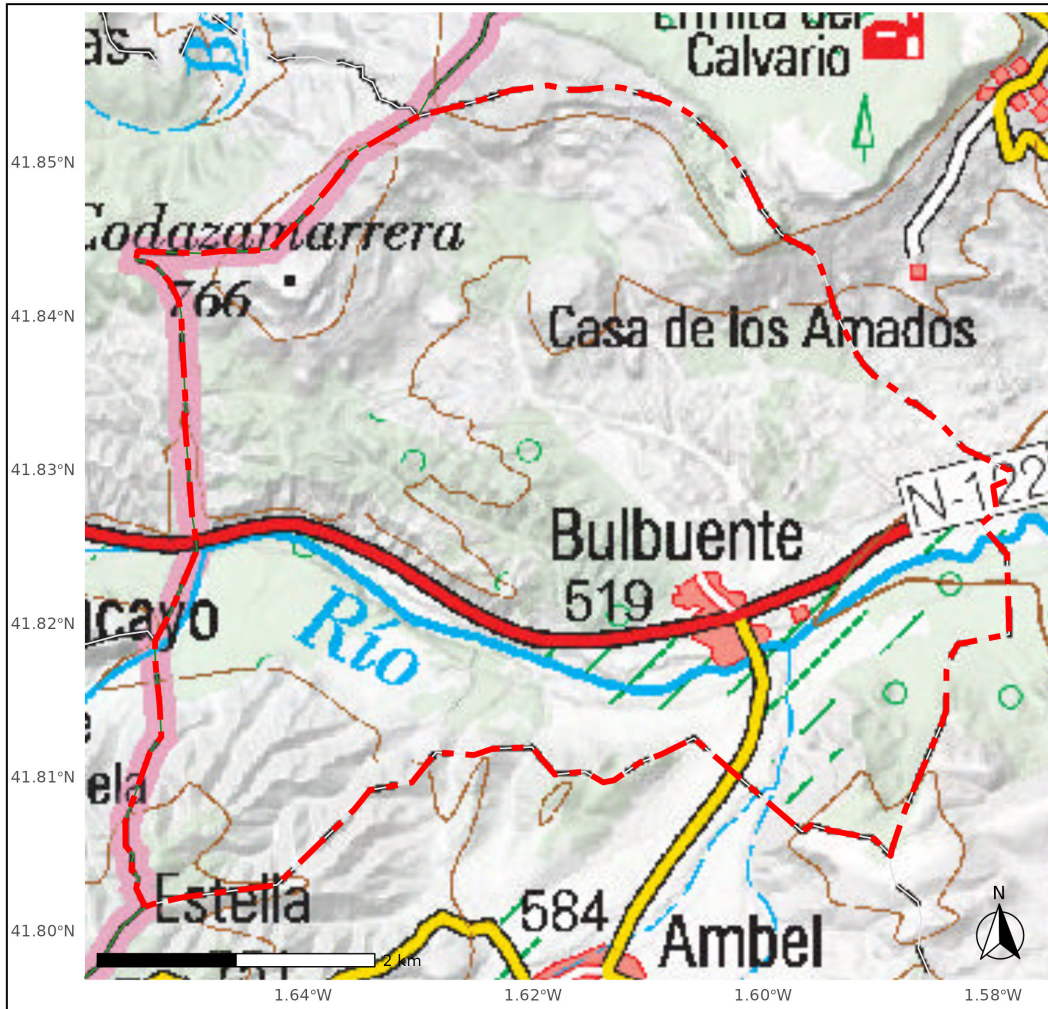 Calvario
41.85°N
Codazamarrera
41.84°N
766
Casa de los Amados
41.83°N
N-122
Bulbuente
519
41.82°N
Río
41.81°N
Estella
584
41.80°N
Ambel
N
2 km
1.64°W
1.62°W
1.60°W
1.58°W